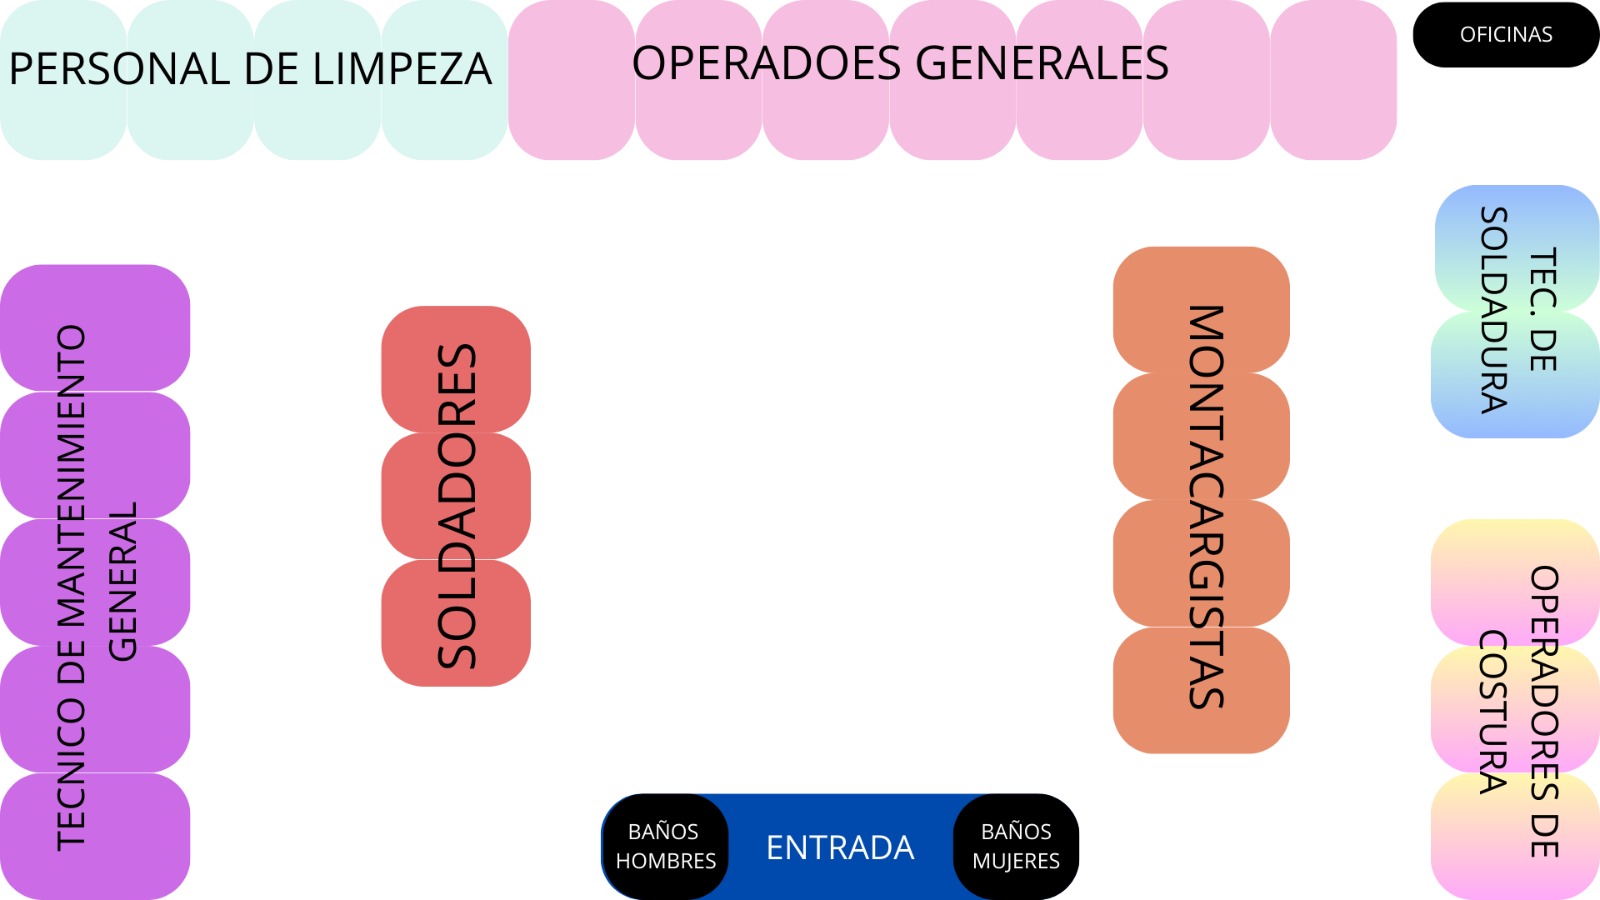 PERSONAL DE LIMPEZA
OPERADOES GENERALES
OFICINAS
TECNICO DE MANTENIMIENTO
GENERAL
SOLDADORES
MONTACARGISTAS
TEC. DE
SOLDADURA
OPERADORES DE
COSTURA
BAÑOS
HOMBRES
ENTRADA
BAÑOS
MUJERES